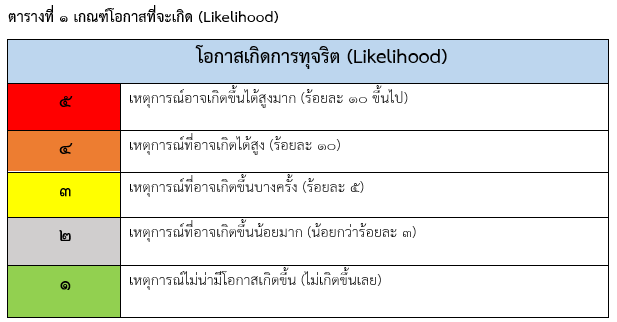 ตารางที่ ๑ เกณฑ์โอกาสที่จะเกิด (Likelihood)
โอกาสเกิดการทุจริต (Likelihood)
๕ เหตุการณ์อาจเกิดขึ้นได้สูงมาก (ร้อยละ ๑๐ ขึ้นไป)
๔ เหตุการณ์ที่อาจเกิดได้สูง (ร้อยละ ๑๐)
๓ เหตุการณ์ที่อาจเกิดขึ้นบางครั้ง (ร้อยละ ๕)
๒ เหตุการณ์ที่อาจเกิดขึ้นน้อยมาก (น้อยกว่าร้อยละ ๓)
๑ เหตุการณ์ไม่น่ามีโอกาสเกิดขึ้น (ไม่เกิดขึ้นเลย)